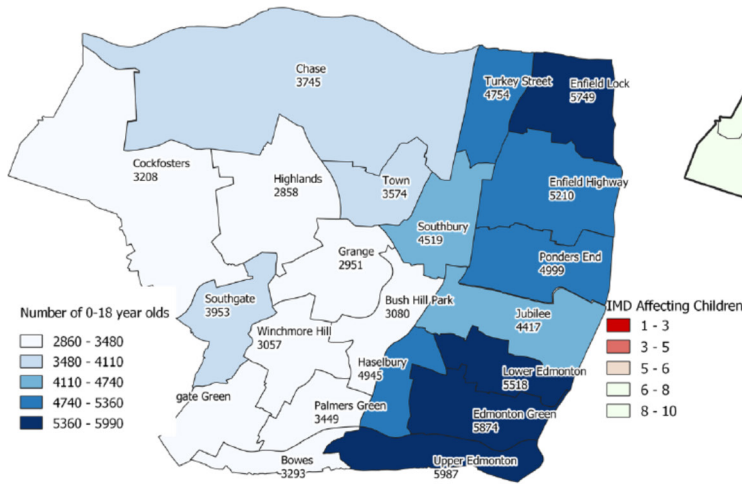 Chase
3745
Turkey Street
4754
Enfield Lock
5749
Cockfosters
3208
Highlands
2858
Town
3574
Enfield Highway
5210
Southbury
4519
Grange
2951
Ponders End
4999
Number of 0-18 year olds
2860 - 3480
3480 - 4110
4110 - 4740
4740 - 5360
5360 - 5990
Southgate
3953
Bush Hill Park
3080
Winchmore Hill
3057
Jubilee
4417
Haselbury
4945
Lower Edmonton
5518
gate Green
Palmers Green
3449
Edmonton Green
5874
Bowes
3293
Upper Edmonton
5987
IMD Affecting Children
1 - 3
3 - 5
5 - 6
6 - 8
8 - 10